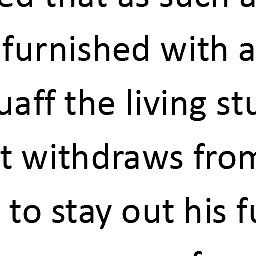 ed that as such a
furnished with a
uaff the living stu
t withdraws from
to stay out his fu